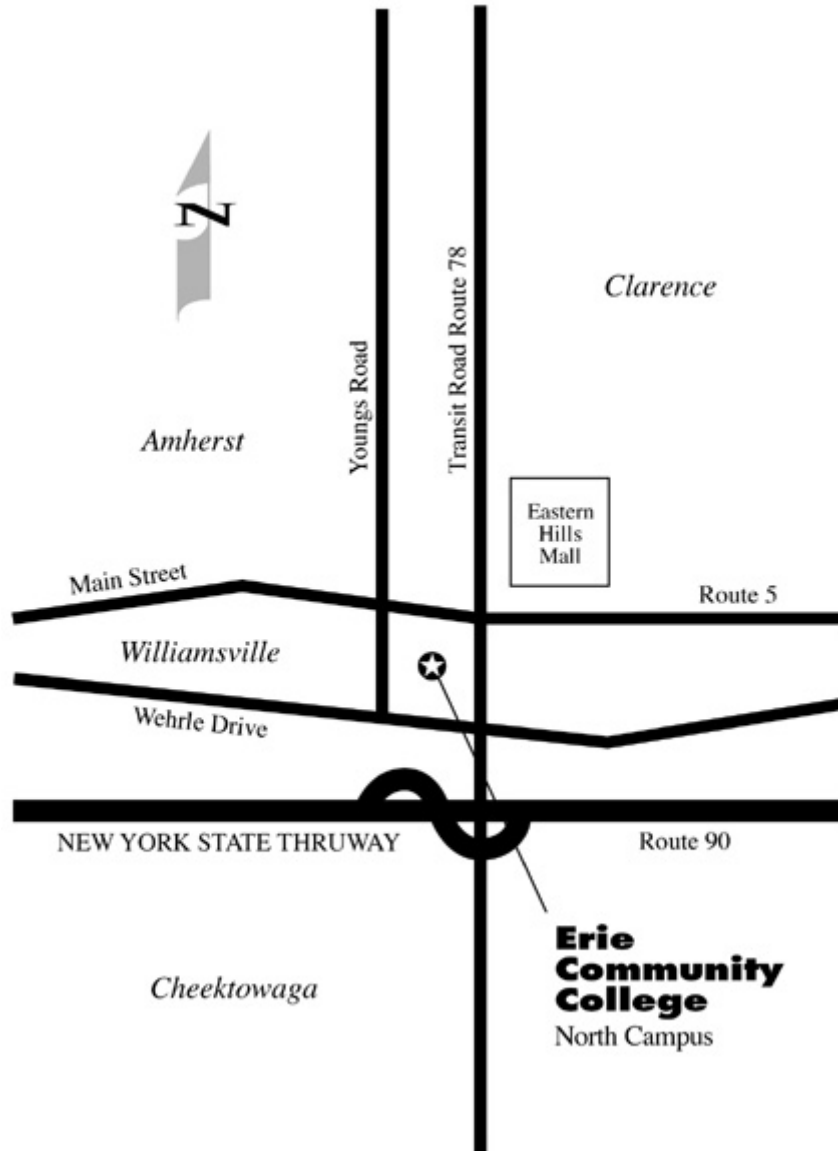 N
Clarence
Transit Road Route 78
Youngs Road
Amherst
Eastern
Hills
Mall
Main Street
Route 5
Williamsville
Wehrle Drive
NEW YORK STATE THRUWAY
Route 90
Erie
Community
College
North Campus
Cheektowaga